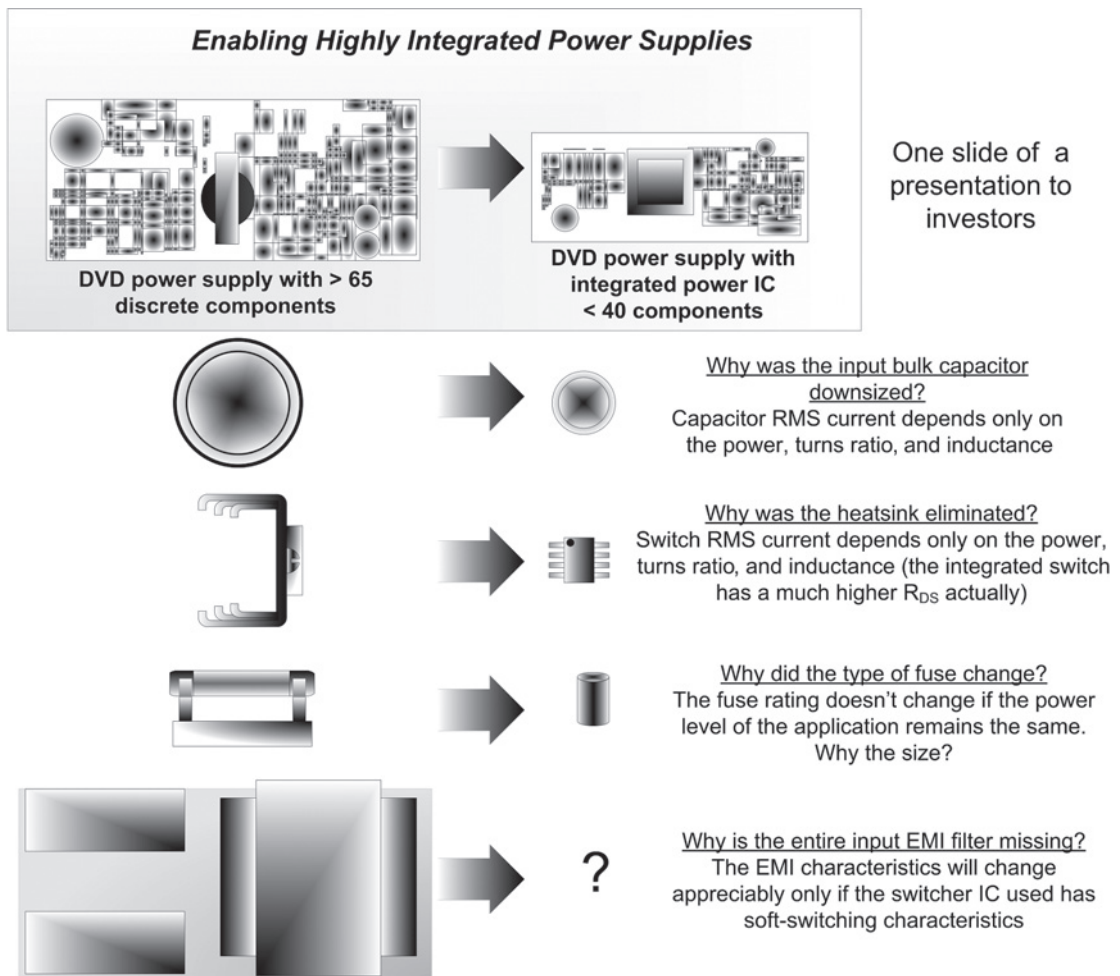 Enabling Highly Integrated Power Supplies
DVD power supply with > 65
discrete components
DVD power supply with
integrated power IC
< 40 components
One slide of a
presentation to
investors
Why was the input bulk capacitor
downsized?
Capacitor RMS current depends only on
the power, turns ratio, and inductance
Why was the heatsink eliminated?
Switch RMS current depends only on the power,
turns ratio, and inductance (the integrated switch
has a much higher RDS actually)
Why did the type of fuse change?
The fuse rating doesn't change if the power
level of the application remains the same.
Why the size?
?
Why is the entire input EMI filter missing?
The EMI characteristics will change
appreciably only if the switcher IC used has
soft-switching characteristics